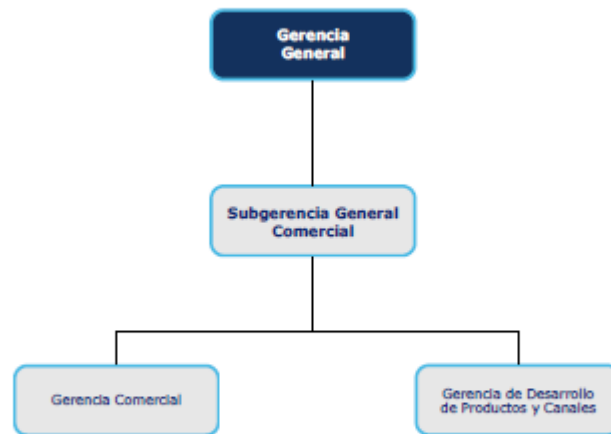 Gerencia
General
Subgerencia General
Comercial
Gerencia Comercial
Gerencia de Desarrollo
de Productos y Canales